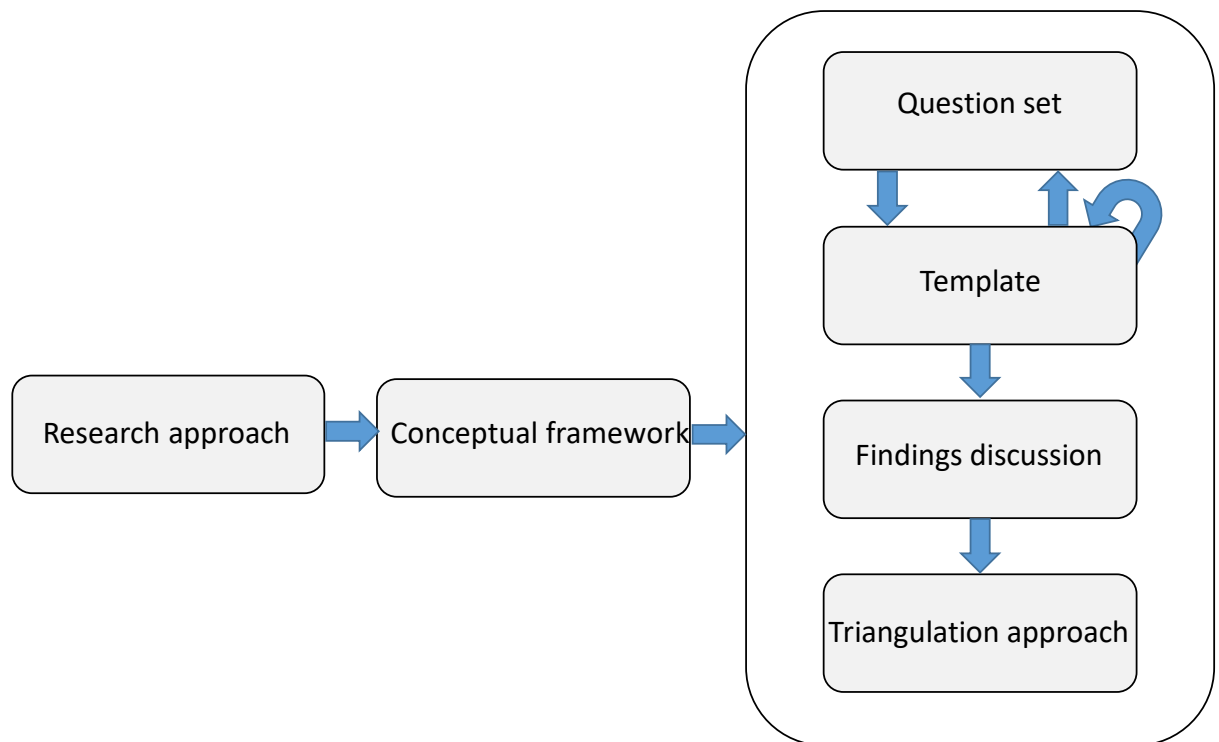 Question set
Template
Research approach
Conceptual framework
Findings discussion
Triangulation approach